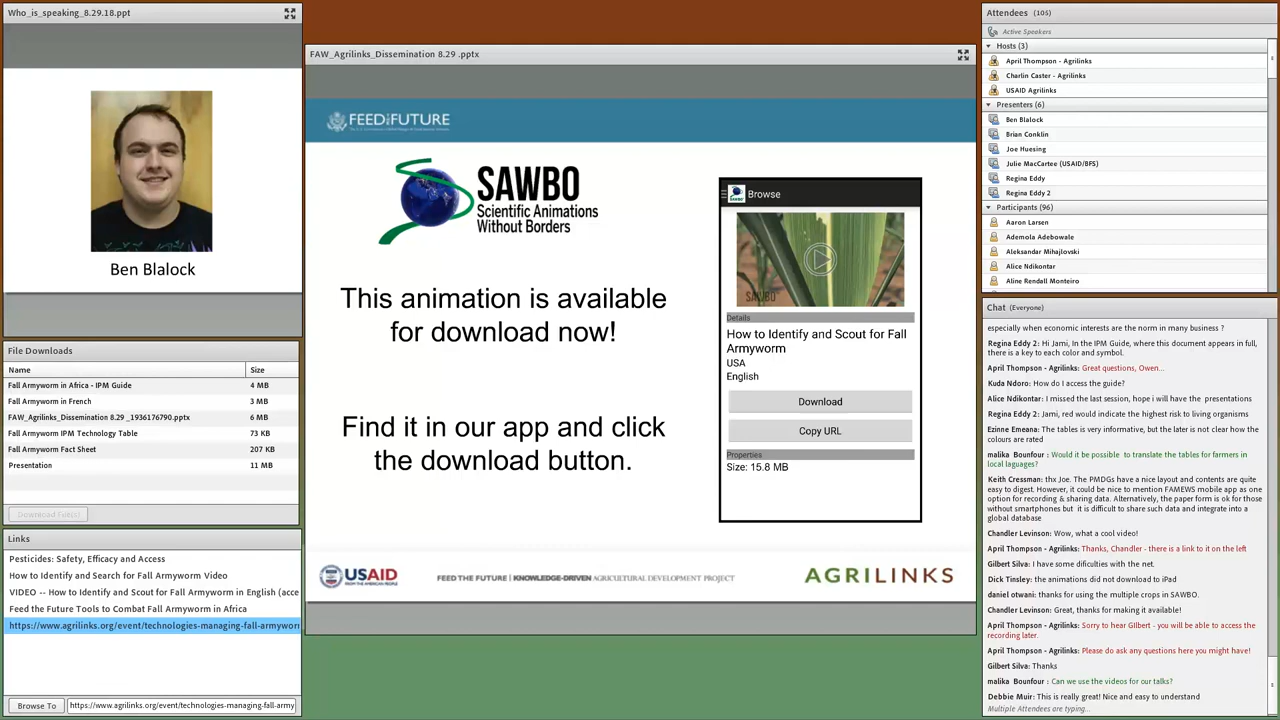 Who_is_speaking_8.29.18.ppt
Ben Blalock
File Downloads
Name Size
Fall Armyworm in Africa - IPM Guide 4 MB
Fall Armyworm in French 3 MB
FAW_Agrilinks_Dissemination 8.29 _1936176790.pptx 6 MB
Fall Armyworm IPM Technology Table 73 KB
Fall Armyworm Fact Sheet 207 KB
Presentation 11 MB
Download File(s)
Links
Pesticides: Safety, Efficacy and Access
How to Identify and Search for Fall Armyworm Video
VIDEO -- How to Identify and Scout for Fall Armyworm in English (acce
Feed the Future Tools to Combat Fall Armyworm in Africa
https://www.agrilinks.org/event/technologies-managing-fall-armyworr
Browse To https://www.agrilinks.org/event/technologies-managing-fall-army
FAW_Agrilinks_Dissemination 8.29 .pptx
FEED THE FUTURE
The U.S. Government's Global Hunger & Food Security Initiative
SAWBO
Scientific Animations
Without Borders
This animation is available
for download now!
Find it in our app and click
the download button.
Browse
SAWBO
Details
How to Identify and Scout for Fall
Armyworm
USA
English
Download
Copy URL
Properties
Size: 15.8 MB
USAID
FROM THE AMERICAN PEOPLE
FEED THE FUTURE | KNOWLEDGE-DRIVEN AGRICULTURAL DEVELOPMENT PROJECT
AGRILINKS
Attendees (105)
Active Speakers
Hosts (3)
April Thompson - Agrilinks
Charlin Caster - Agrilinks
USAID Agrilinks
Presenters (6)
Ben Blalock
Brian Conklin
Joe Huesing
Julie MacCartee (USAID/BFS)
Regina Eddy
Regina Eddy 2
Participants (96)
Aaron Larsen
Ademola Adebowale
Aleksandar Mihajlovski
Alice Ndikontar
Aline Rendall Monteiro
Chat (Everyone)
especially when economic interests are the norm in many business ?
Regina Eddy 2: Hi Jami, In the IPM Guide, where this document appears in full,
there is a key to each color and symbol.
April Thompson - Agrilinks: Great questions, Owen...
Kuda Ndoro: How do I access the guide?
Alice Ndikontar: I missed the last session, hope i will have the presentations
Regina Eddy 2: Jami, red would indicate the highest risk to living organisms
Ezinne Emeana: The tables is very informative, but the later is not clear how the
colours are rated
malika Bounfour : Would it be possible to translate the tables for farmers in
local laguages?
Keith Cressman: thx Joe. The PMDGs have a nice layout and contents are quite
easy to digest. However, it could be nice to mention FAMEWS mobile app as one
option for recording & sharing data. Alternatively, the paper form is ok for those
without smartphones but it is difficult to share such data and integrate into a
global database
Chandler Levinson: Wow, what a cool video!
April Thompson - Agrilinks: Thanks, Chandler - there is a link to it on the left
Gilbert Silva: I have some dificulties with the net.
Dick Tinsley: the animations did not download to iPad
daniel otwani: thanks for using the multiple crops in SAWBO.
Chandler Levinson: Great, thanks for making it available!
April Thompson - Agrilinks: Sorry to hear GIlbert - you will be able to access the
recording later.
April Thompson - Agrilinks: Please do ask any questions here you might have!
Gilbert Silva: Thanks
malika Bounfour : Can we use the videos for our talks?
Debbie Muir: This is really great! Nice and easy to understand
Multiple Attendees are typing...